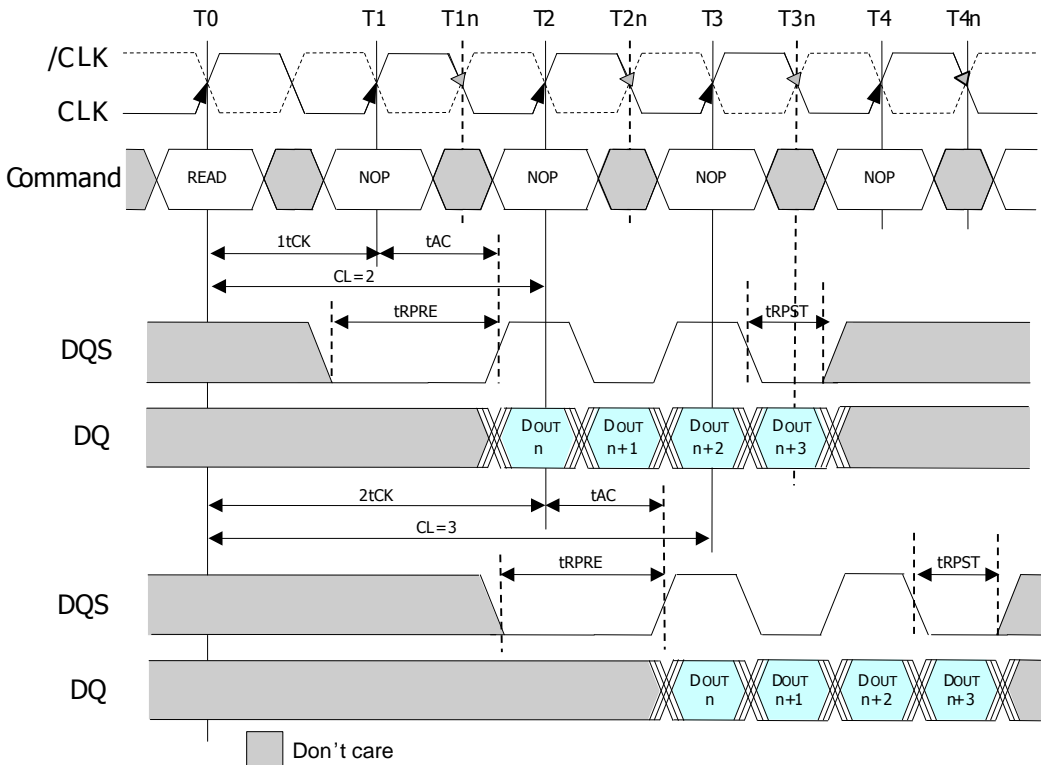 T0 T1 T1n T2 T2n T3 T3n T4 T4n
/CLK
CLK
Command READ NOP NOP NOP NOP
1tCK tAC
CL=2
tRPRE tRPST
DQS
DQ DOUT n DOUT n+1 DOUT n+2 DOUT n+3
2tCK tAC
CL=3
tRPRE tRPST
DQS
DQ DOUT n DOUT n+1 DOUT n+2 DOUT n+3
Don't care